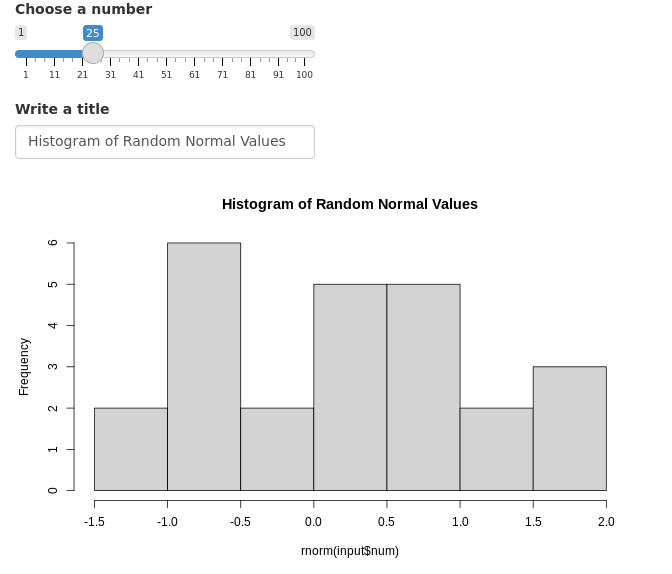 Choose a number
1 25 100
1 11 21 31 41 51 61 71 81 91 100
Write a title
Histogram of Random Normal Values
Histogram of Random Normal Values
6
5
4
3
2
1
0
Frequency
-1.5 -1.0 -0.5 0.0 0.5 1.0 1.5 2.0
rnorm(input$num)